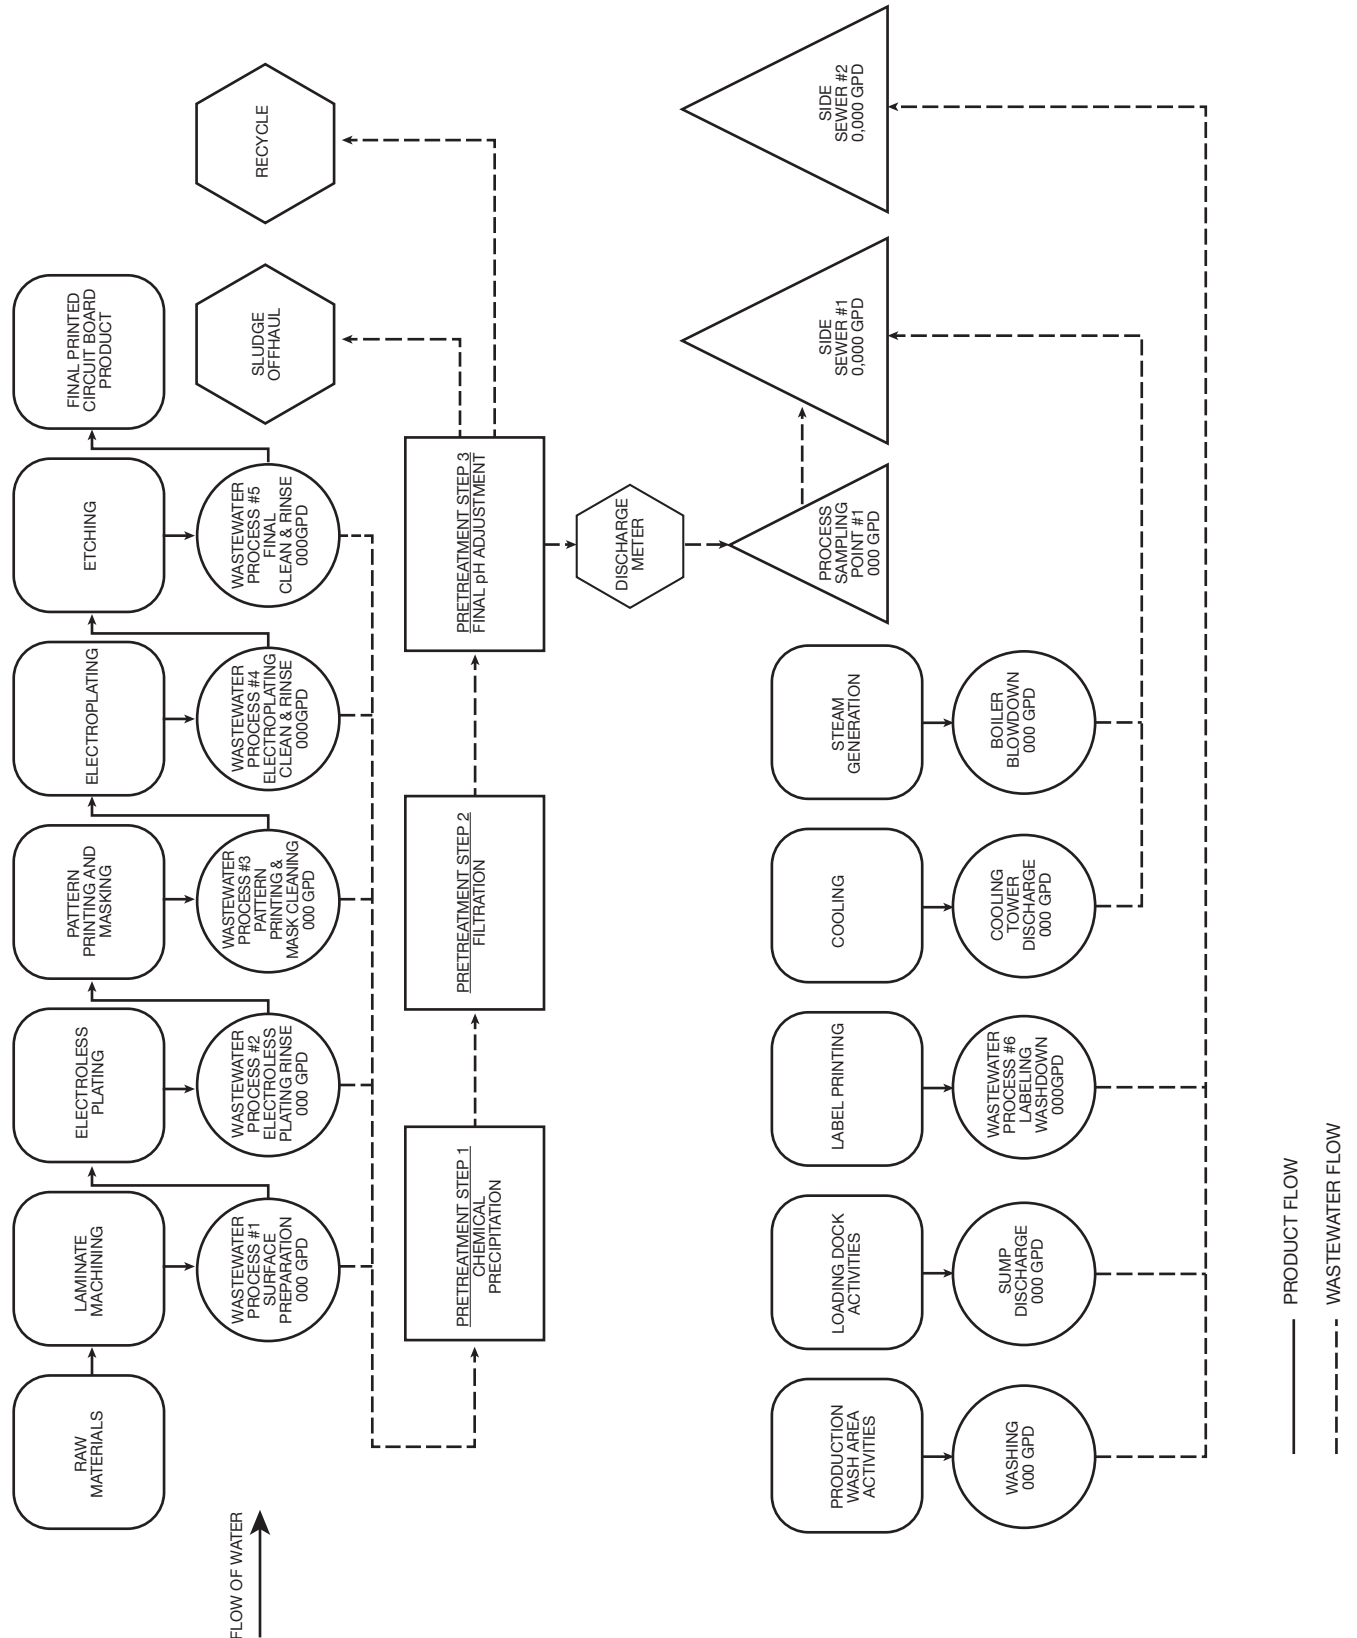 FLOW OF WATER
RAW
MATERIALS
LAMINATE
MACHINING
ELECTROLESS
PLATING
PATTERN
PRINTING AND
MASKING
ELECTROPLATING
ETCHING
FINAL PRINTED
CIRCUIT BOARD
PRODUCT
WASTEWATER
PROCESS #1
SURFACE
PREPARATION
000 GPD
WASTEWATER
PROCESS #2
ELECTROLESS
PLATING RINSE
000 GPD
WASTEWATER
PROCESS #3
PATTERN
PRINTING &
MASK CLEANING
000 GPD
WASTEWATER
PROCESS #4
ELECTROPLATING
CLEAN & RINSE
000GPD
WASTEWATER
PROCESS #5
FINAL
CLEAN & RINSE
000GPD
SLUDGE
OFFHAUL
RECYCLE
PRETREATMENT STEP 1
CHEMICAL
PRECIPITATION
PRETREATMENT STEP 2
FILTRATION
PRETREATMENT STEP 3
FINAL pH ADJUSTMENT
DISCHARGE
METER
PROCESS
SAMPLING
POINT #1
000 GPD
SIDE
SEWER #1
0,000 GPD
SIDE
SEWER #2
0,000 GPD
PRODUCTION
WASH AREA
ACTIVITIES
LOADING DOCK
ACTIVITIES
LABEL PRINTING
COOLING
STEAM
GENERATION
WASHING
000 GPD
SUMP
DISCHARGE
000 GPD
WASTEWATER
PROCESS #6
LABELING
WASHDOWN
000GPD
COOLING
TOWER
DISCHARGE
000 GPD
BOILER
BLOWDOWN
000 GPD
PRODUCT FLOW
WASTEWATER FLOW